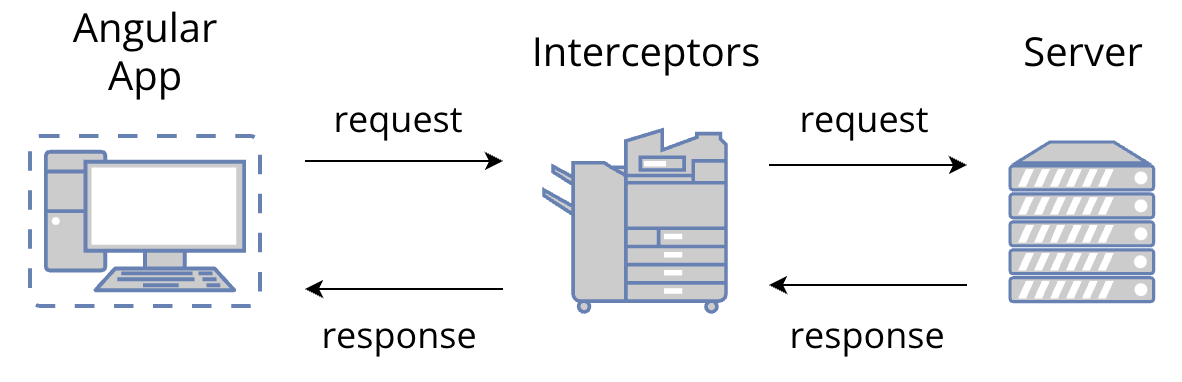 Angular
App
Interceptors
Server
request
request
response
response